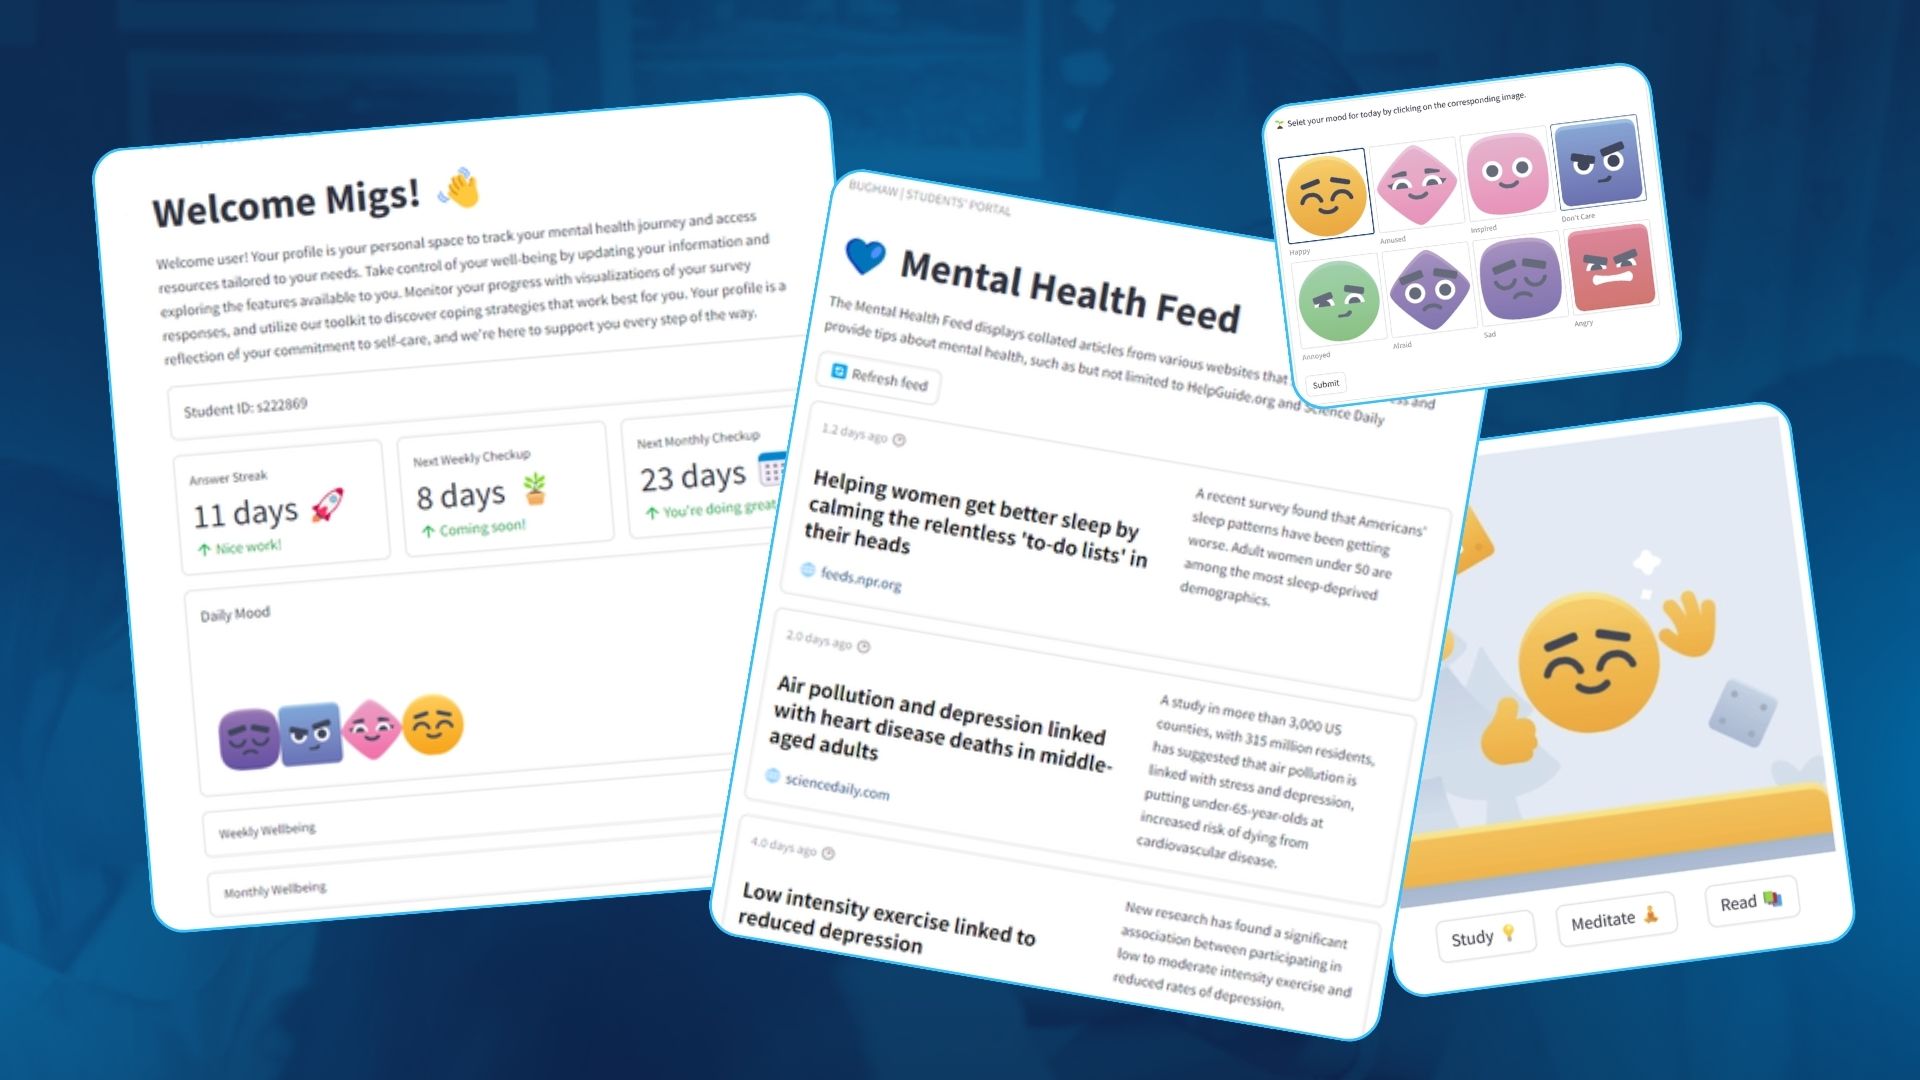 Welcome Migs! 👋
Welcome user! Your profile is your personal space to track your mental health journey and access
resources tailored to your needs. Take control of your well-being by updating your information and
exploring the features available to you. Monitor your progress with visualizations of your survey
responses, and utilize our toolkit to discover coping strategies that work best for you. Your profile is a
reflection of your commitment to self-care, and we're here to support you every step of the way.
Student ID: s222869
Answer Streak
11 days 🚀
↑ Nice work!
Next Weekly Checkup
8 days 🪴
↑ Coming soon!
Next Monthly Checkup
23 days
↑ You're doing great
Daily Mood
Weekly Wellbeing
Monthly Wellbeing
BUGHAW | STUDENTS' PORTAL
💙 Mental Health Feed
The Mental Health Feed displays collated articles from various websites that
ss and
provide tips about mental health, such as but not limited to HelpGuide.org and Science Daily
Refresh feed
1.2 days ago
Helping women get better sleep by
calming the relentless 'to-do lists' in
their heads
feeds.npr.org
A recent survey found that Americans'
sleep patterns have been getting
worse. Adult women under 50 are
among the most sleep-deprived
demographics.
2.0 days ago
Air pollution and depression linked
with heart disease deaths in middle-
aged adults
sciencedaily.com
A study in more than 3,000 US
counties, with 315 million residents,
has suggested that air pollution is
linked with stress and depression,
putting under-65-year-olds at
increased risk of dying from
cardiovascular disease.
4.0 days ago
Low intensity exercise linked to
reduced depression
New research has found a significant
association between participating in
low to moderate intensity exercise and
reduced rates of depression.
Selet your mood for today by clicking on the corresponding image.
Happy
Amused
Inspired
Don't Care
Annoyed
Afraid
Sad
Angry
Submit
Study 💡
Meditate 🧘
Read 📚